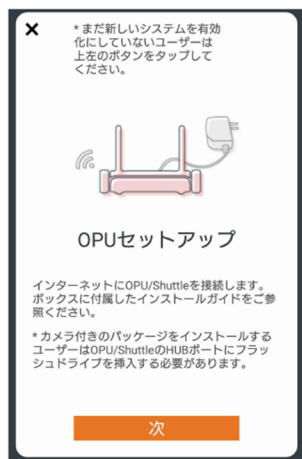 * まだ新しいシステムを有効
化にしていないユーザーは
上左のボタンをタップして
ください。
OPUセットアップ
インターネットにOPU/Shuttleを接続します。
ボックスに付属したインストールガイドをご参
照ください。
* カメラ付きのパッケージをインストールする
ユーザーはOPU/ShuttleのHUBポートにフラッ
シュドライブを挿入する必要があります。
次